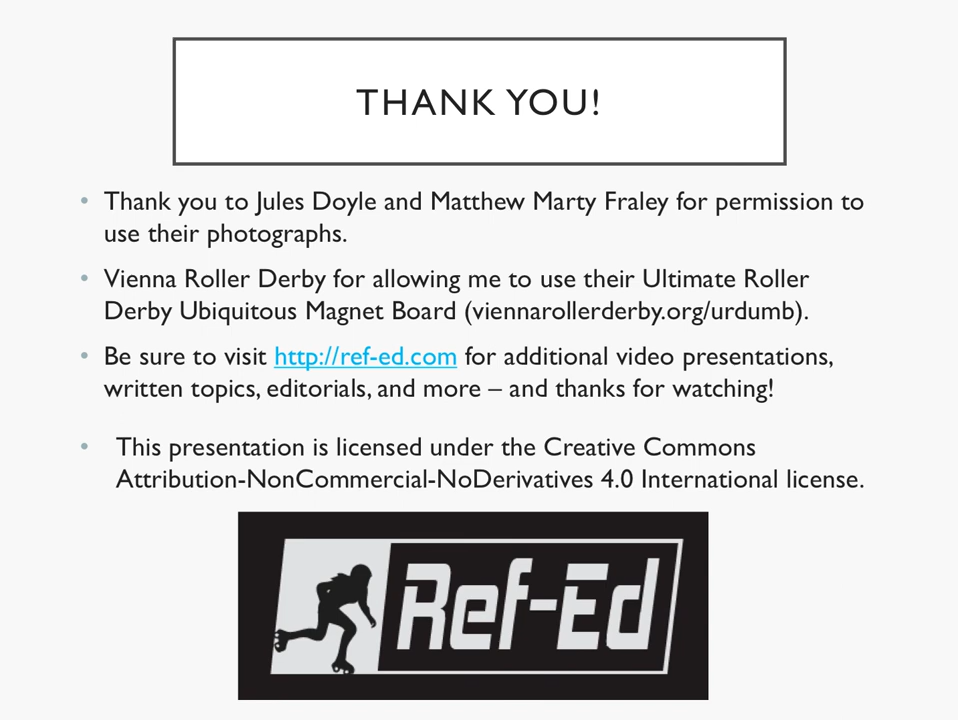 THANK YOU!
• Thank you to Jules Doyle and Matthew Marty Fraley for permission to
use their photographs.
• Vienna Roller Derby for allowing me to use their Ultimate Roller
Derby Ubiquitous Magnet Board (viennarollerderby.org/urdumb).
• Be sure to visit http://ref-ed.com for additional video presentations,
written topics, editorials, and more – and thanks for watching!
• This presentation is licensed under the Creative Commons
Attribution-NonCommercial-NoDerivatives 4.0 International license.
Ref-Ed